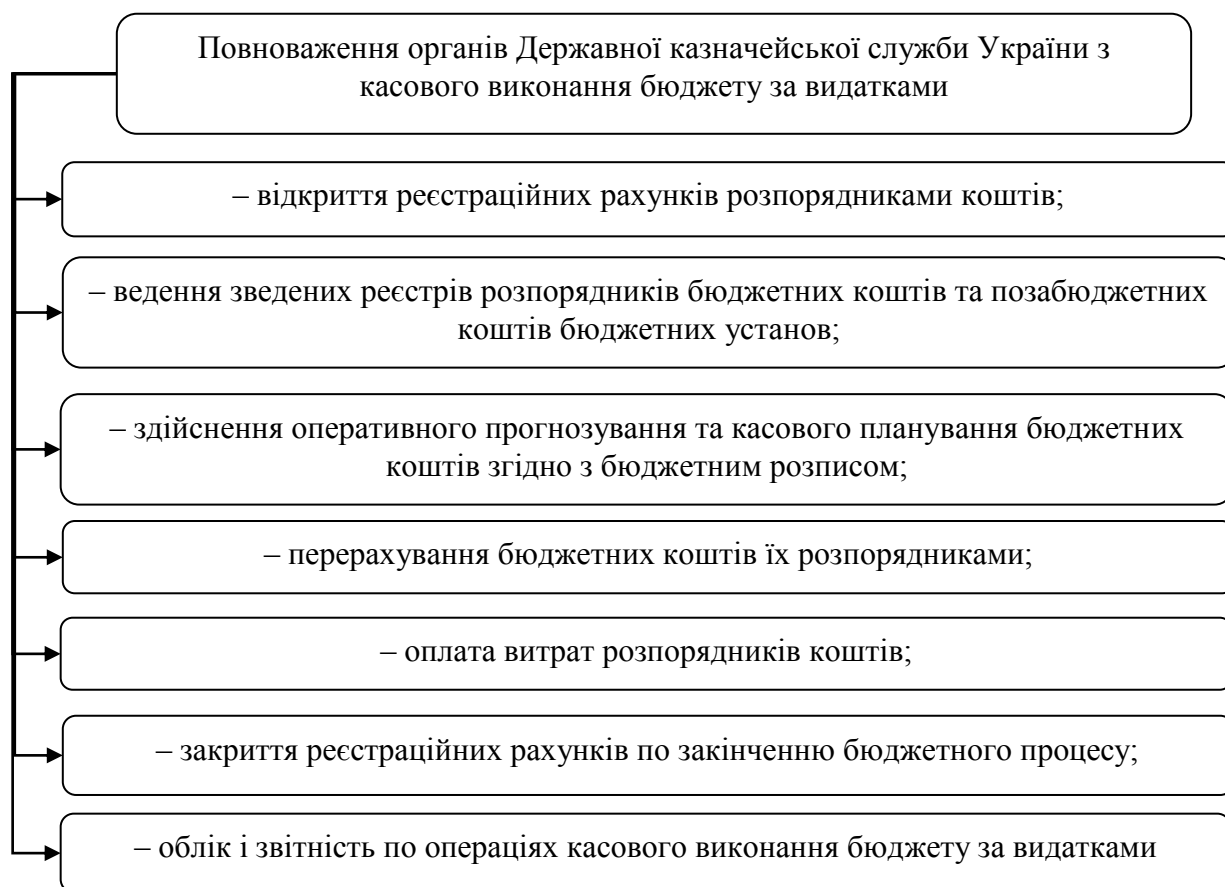 Повноваження органів Державної казначейської служби України з
касового виконання бюджету за видатками
– відкриття реєстраційних рахунків розпорядниками коштів;
– ведення зведених реєстрів розпорядників бюджетних коштів та позабюджетних
коштів бюджетних установ;
– здійснення оперативного прогнозування та касового планування бюджетних
коштів згідно з бюджетним розписом;
– перерахування бюджетних коштів їх розпорядниками;
– оплата витрат розпорядників коштів;
– закриття реєстраційних рахунків по закінченню бюджетного процесу;
– облік і звітність по операціях касового виконання бюджету за видатками